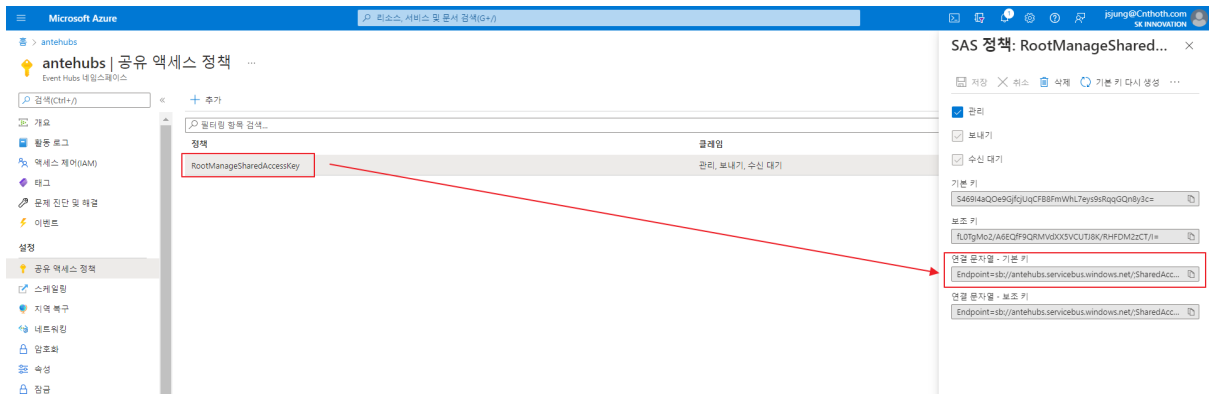 Microsoft Azure
리소스, 서비스 및 문서 검색(G+/)
1
jsjung@Cnthoth.com
SK INNOVATION
홈 > antehubs
antehubs | 공유 액세스 정책 ...
Event Hubs 네임스페이스
검색(Ctrl+/)
«
개요
활동 로그
액세스 제어(IAM)
태그
문제 진단 및 해결
이벤트
설정
공유 액세스 정책
스케일링
지역 복구
네트워킹
암호화
속성
잠금
+ 추가
필터링 항목 검색...
정책 클레임
RootManageSharedAccessKey 관리, 보내기, 수신 대기
SAS 정책: RootManageShared... ×
저장 취소 삭제 기본 키 다시 생성 ...
관리
보내기
수신 대기
기본 키
보조 키
연결 문자열 - 기본 키
Endpoint=sb://antehubs.servicebus.windows.net/;SharedAcc...
연결 문자열 - 보조 키
Endpoint=sb://antehubs.servicebus.windows.net/;SharedAcc...